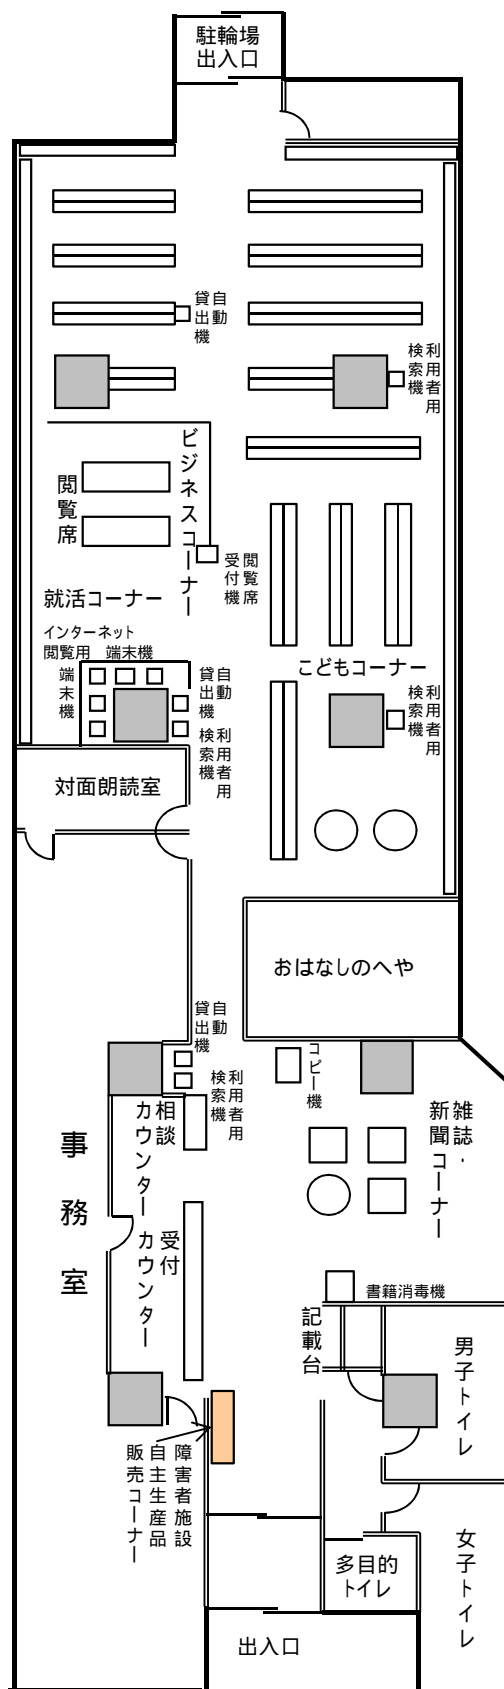 駐輪場
出入口
自動
貸出機
利用者用
検索機
ビジネスコーナー
閲覧席
閲覧席
受付機
就活コーナー
インターネット
閲覧用　端末機
端末機
自動
貸出機
利用者用
検索機
こどもコーナー
利用者用
検索機
対面朗読室
おはなしのへや
自動
貸出機
利用者用
検索機
コピー機
相談
カウンター
雑誌・
新聞コーナー
事務室
受付
カウンター
書籍消毒機
記載台
男子トイレ
障害者施設
自主生産品
販売コーナー
多目的
トイレ
女子トイレ
出入口